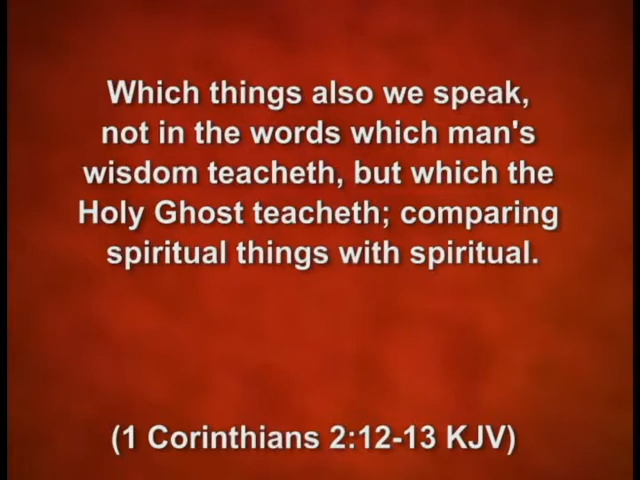 Which things also we speak,
not in the words which man's
wisdom teacheth, but which the
Holy Ghost teacheth; comparing
spiritual things with spiritual.
(1 Corinthians 2:12-13 KJV)